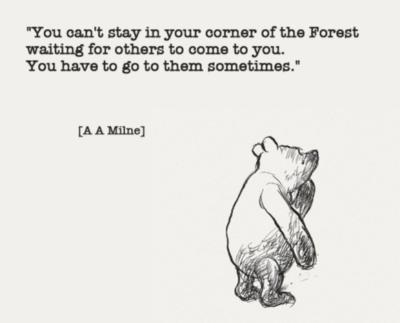 "You can't stay in your corner of the Forest
waiting for others to come to you.
You have to go to them sometimes."
[A A Milne]